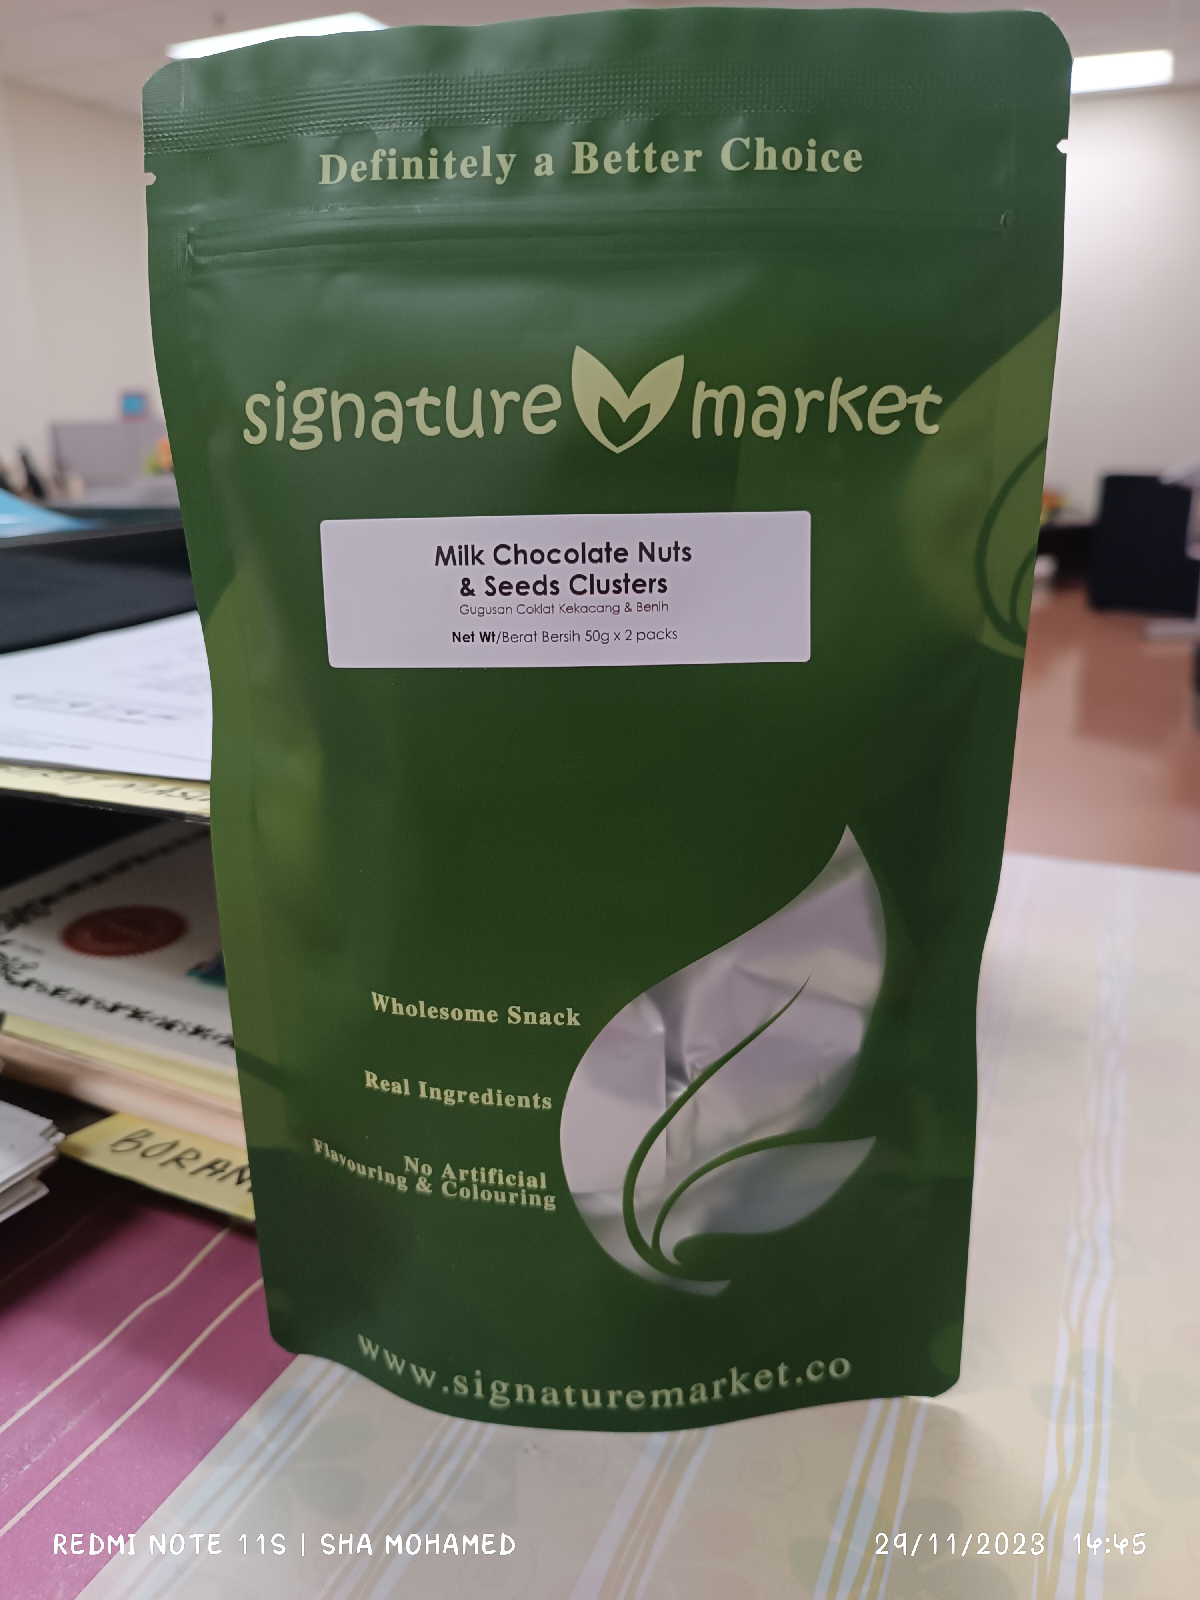 Definitely a Better Choice
signature market
Milk Chocolate Nuts
& Seeds Clusters
Gugusan Coklat Kekacang & Benih
Net Wt/Berat Bersih 50g x 2 packs
Wholesome Snack
Real Ingredients
No Artificial
Flavouring & Colouring
BORAN
www.signaturemarket.co
REDMI NOTE 11S | SHA MOHAMED
29/11/2023 14:45